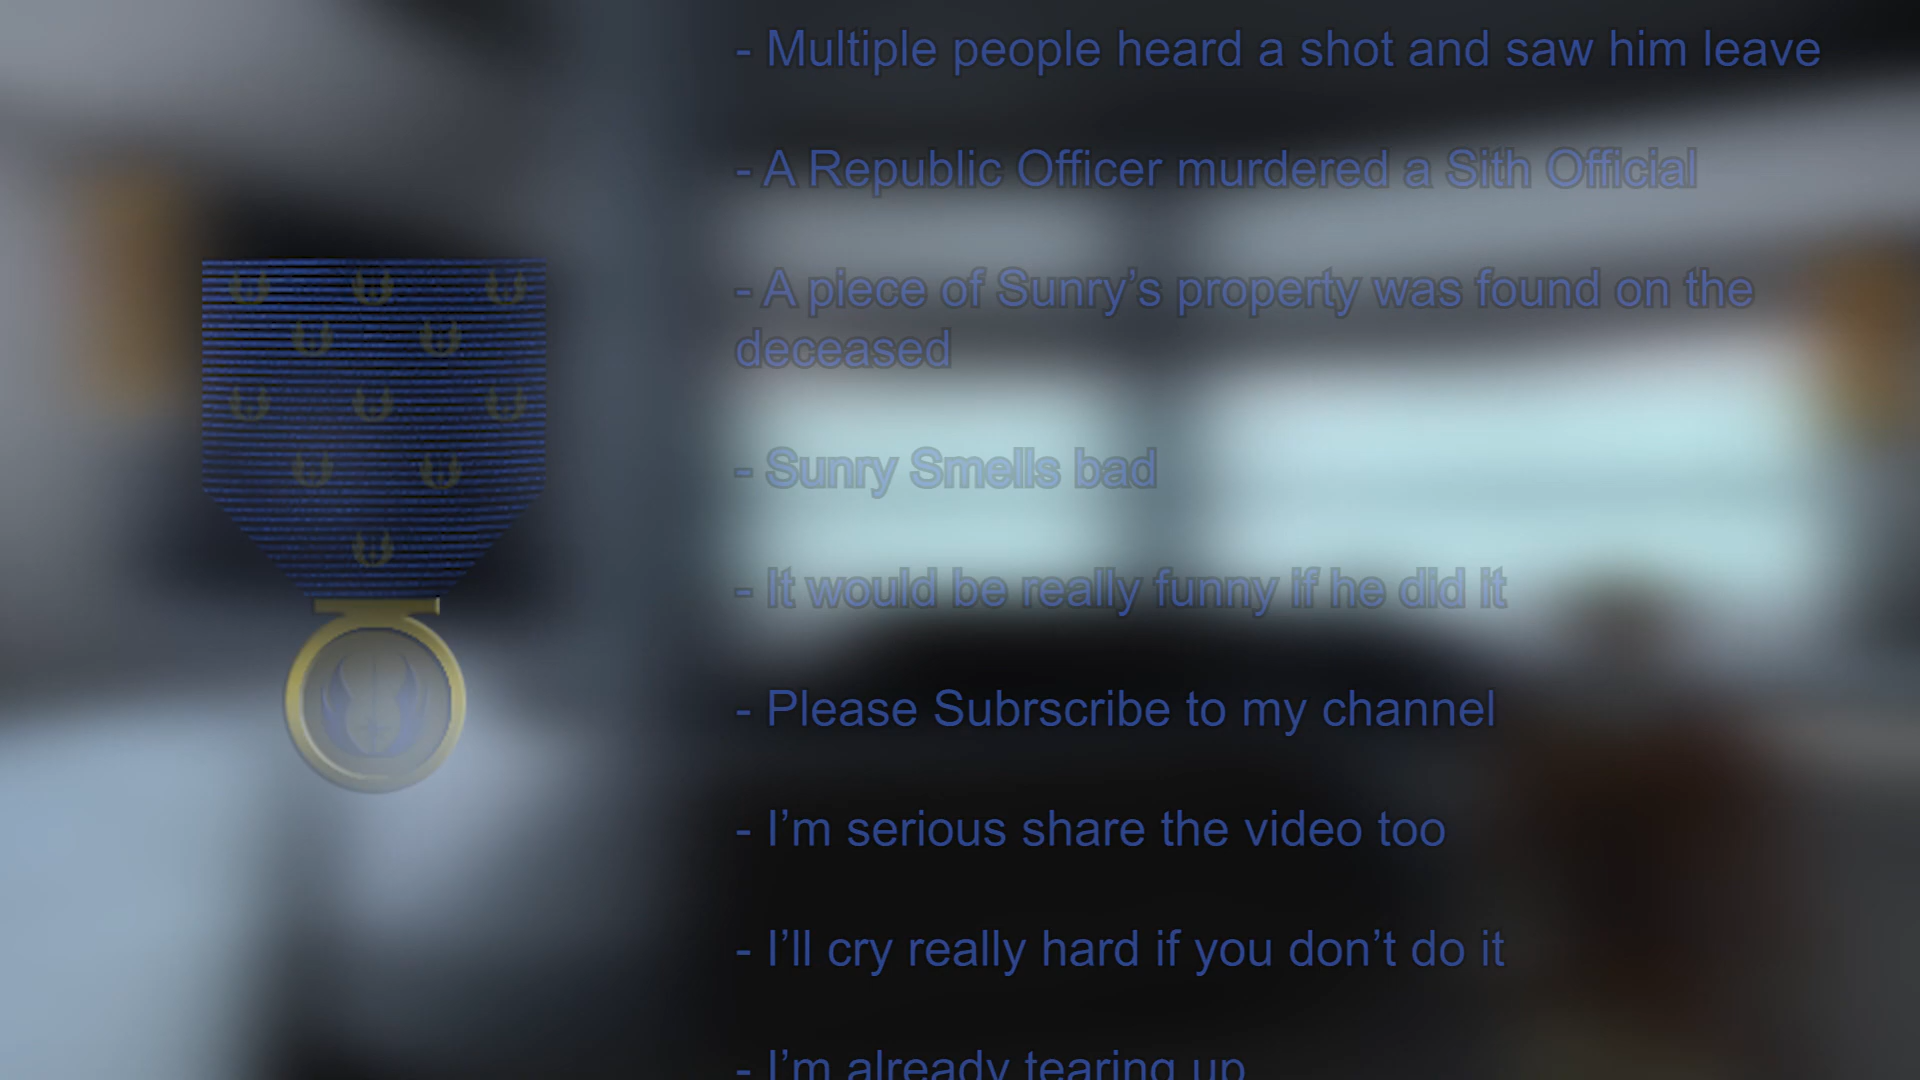 - Multiple people heard a shot and saw him leave
- A Republic Officer murdered a Sith Official
- A piece of Sunry’s property was found on the
deceased
- Sunry Smells bad
- It would be really funny if he did it
- Please Subrscribe to my channel
- I’m serious share the video too
- I’ll cry really hard if you don’t do it
- I’m already tearing up